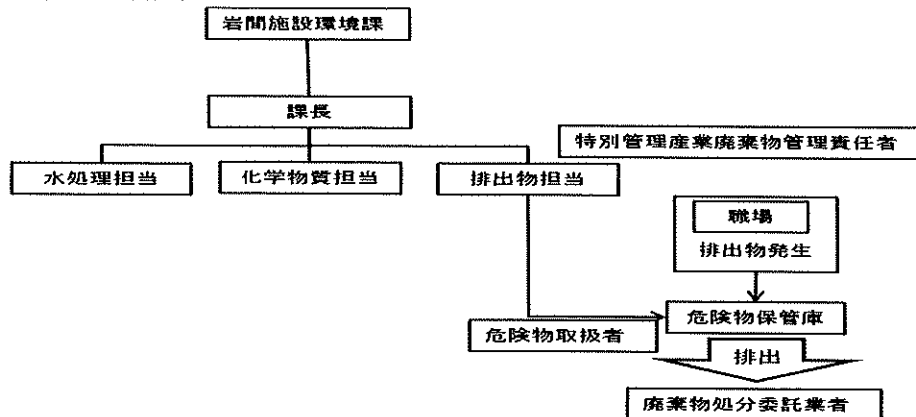 岩間施設環境課
課長
特別管理産業廃棄物管理責任者
水処理担当
化学物質担当
排出物担当
職場
排出物発生
危険物保管庫
危険物取扱者
排出
廃棄物処分委託業者